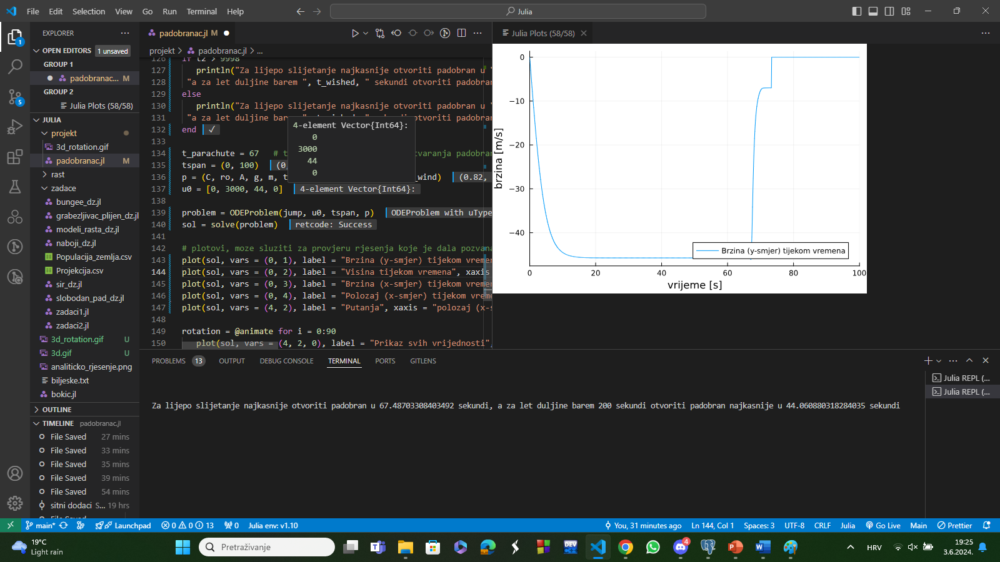 File Edit Selection View Go Run Terminal Help
Julia
EXPLORER
OPEN EDITORS 1 unsaved
GROUP 1
padobranac... M
GROUP 2
Julia Plots (58/58)
JULIA
projekt
3d_rotation.gif
padobranac.jl M
rast
zadace
bungee_dz.jl
grabezljivac_plijen_dz.jl
modeli_rasta_dz.jl
naboji_dz.jl
Populacija_zemlja.csv
Projekcija.csv
sir_dz.jl
slobodan_pad_dz.jl
zadaci1.jl
zadaci2.jl
3d_rotation.gif U
3d.gif U
analiticko_rjesenje.png
biljeske.txt
bokic.jl
OUTLINE
TIMELINE padobranac.jl
File Saved 27 mins
File Saved 33 mins
File Saved 35 mins
File Saved 39 mins
File Saved 54 mins
sitni dodaci S... 19 hrs
1
5
padobranac.jl M
projekt > padobranac.jl > ...
126 if t2 > 9998
127 println("Za lijepo slijetanje najkasnije otvoriti padobran u "
128 "a za let duljine barem ", t_wished, " sekundi otvoriti padobran
129 else
130 println("Za lijepo slijetanje najkasnije otvoriti padobran u "
131 "a za let duljine barem
132 end ✓
133
134 t_parachute = 67 # t tvaranja padobran
135 tspan = (0, 100) (0,
136 p = (C, ro, A, g, m, t _wind) (0.82,
137 u0 = [0, 3000, 44, 0] 4-element Vector{Int64}:
138
139 problem = ODEProblem(jump, u0, tspan, p) ODEProblem with uType
140 sol = solve(problem) retcode: Success
141
142 # plotovi, moze sluziti za provjeru rjesenja koje je dala pozvana
143 plot(sol, vars = (0, 1), label = "Brzina (y-smjer) tijekom vremen
144 plot(sol, vars = (0, 2), label = "Visina tijekom vremena", xaxis
145 plot(sol, vars = (0, 3), label = "Brzina (x-smjer) tijekom vremen
146 plot(sol, vars = (0, 4), label = "Polozaj (x-smjer) tijekom vreme
147 plot(sol, vars = (4, 2), label = "Putanja", xaxis = "polozaj (x-s
148
149 rotation = @animate for i = 0:90
150 plot(sol, vars = (4, 2, 0), label = "Prikaz svih vrijednosti",
4-element Vector{Int64}:
0
3000
44
0
Julia Plots (58/58)
0
−10
−20
−30
−40
brzina [m/s]
Brzina (y-smjer) tijekom vremena
0 20 40 60 80 100
vrijeme [s]
PROBLEMS 13 OUTPUT DEBUG CONSOLE TERMINAL PORTS GITLENS
Za lijepo slijetanje najkasnije otvoriti padobran u 67.48703308403492 sekundi, a za let duljine barem 200 sekundi otvoriti padobran najkasnije u 44.060880318284035 sekundi
Julia REPL (...
Julia REPL (...
main* Launchpad 0 0 13 0 Julia env: v1.10
You, 31 minutes ago Ln 144, Col 1 Spaces: 3 UTF-8 CRLF Julia Go Live Main Prettier
19°C
Light rain
Pretraživanje
DEV
4
HRV
19:25
3.6.2024.